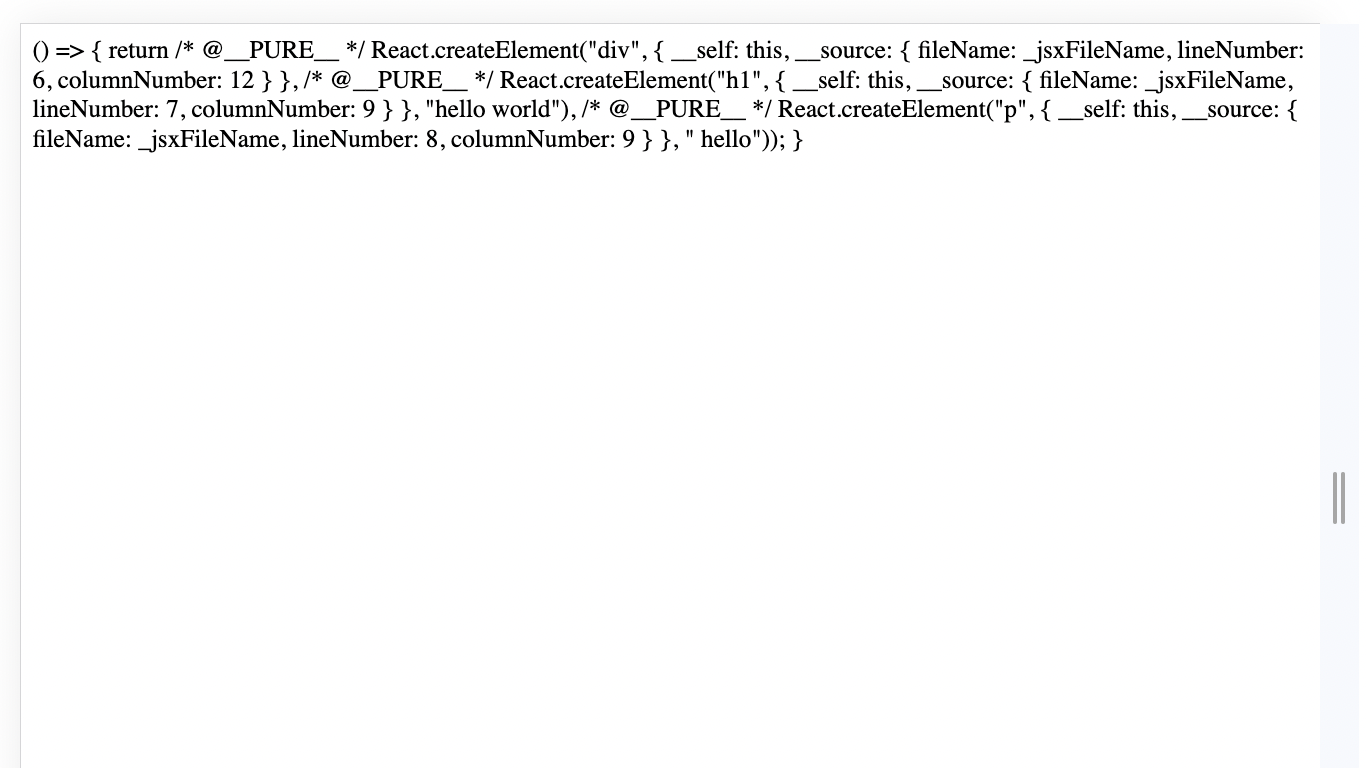 () => { return /* @__PURE__ */ React.createElement("div", { __self: this, __source: { fileName: _jsxFileName, lineNumber:
6, columnNumber: 12 } }, /* @__PURE__ */ React.createElement("h1", { __self: this, __source: { fileName: _jsxFileName,
lineNumber: 7, columnNumber: 9 } }, "hello world"), /* @__PURE__ */ React.createElement("p", { __self: this, __source: {
fileName: _jsxFileName, lineNumber: 8, columnNumber: 9 } }, " hello")); }